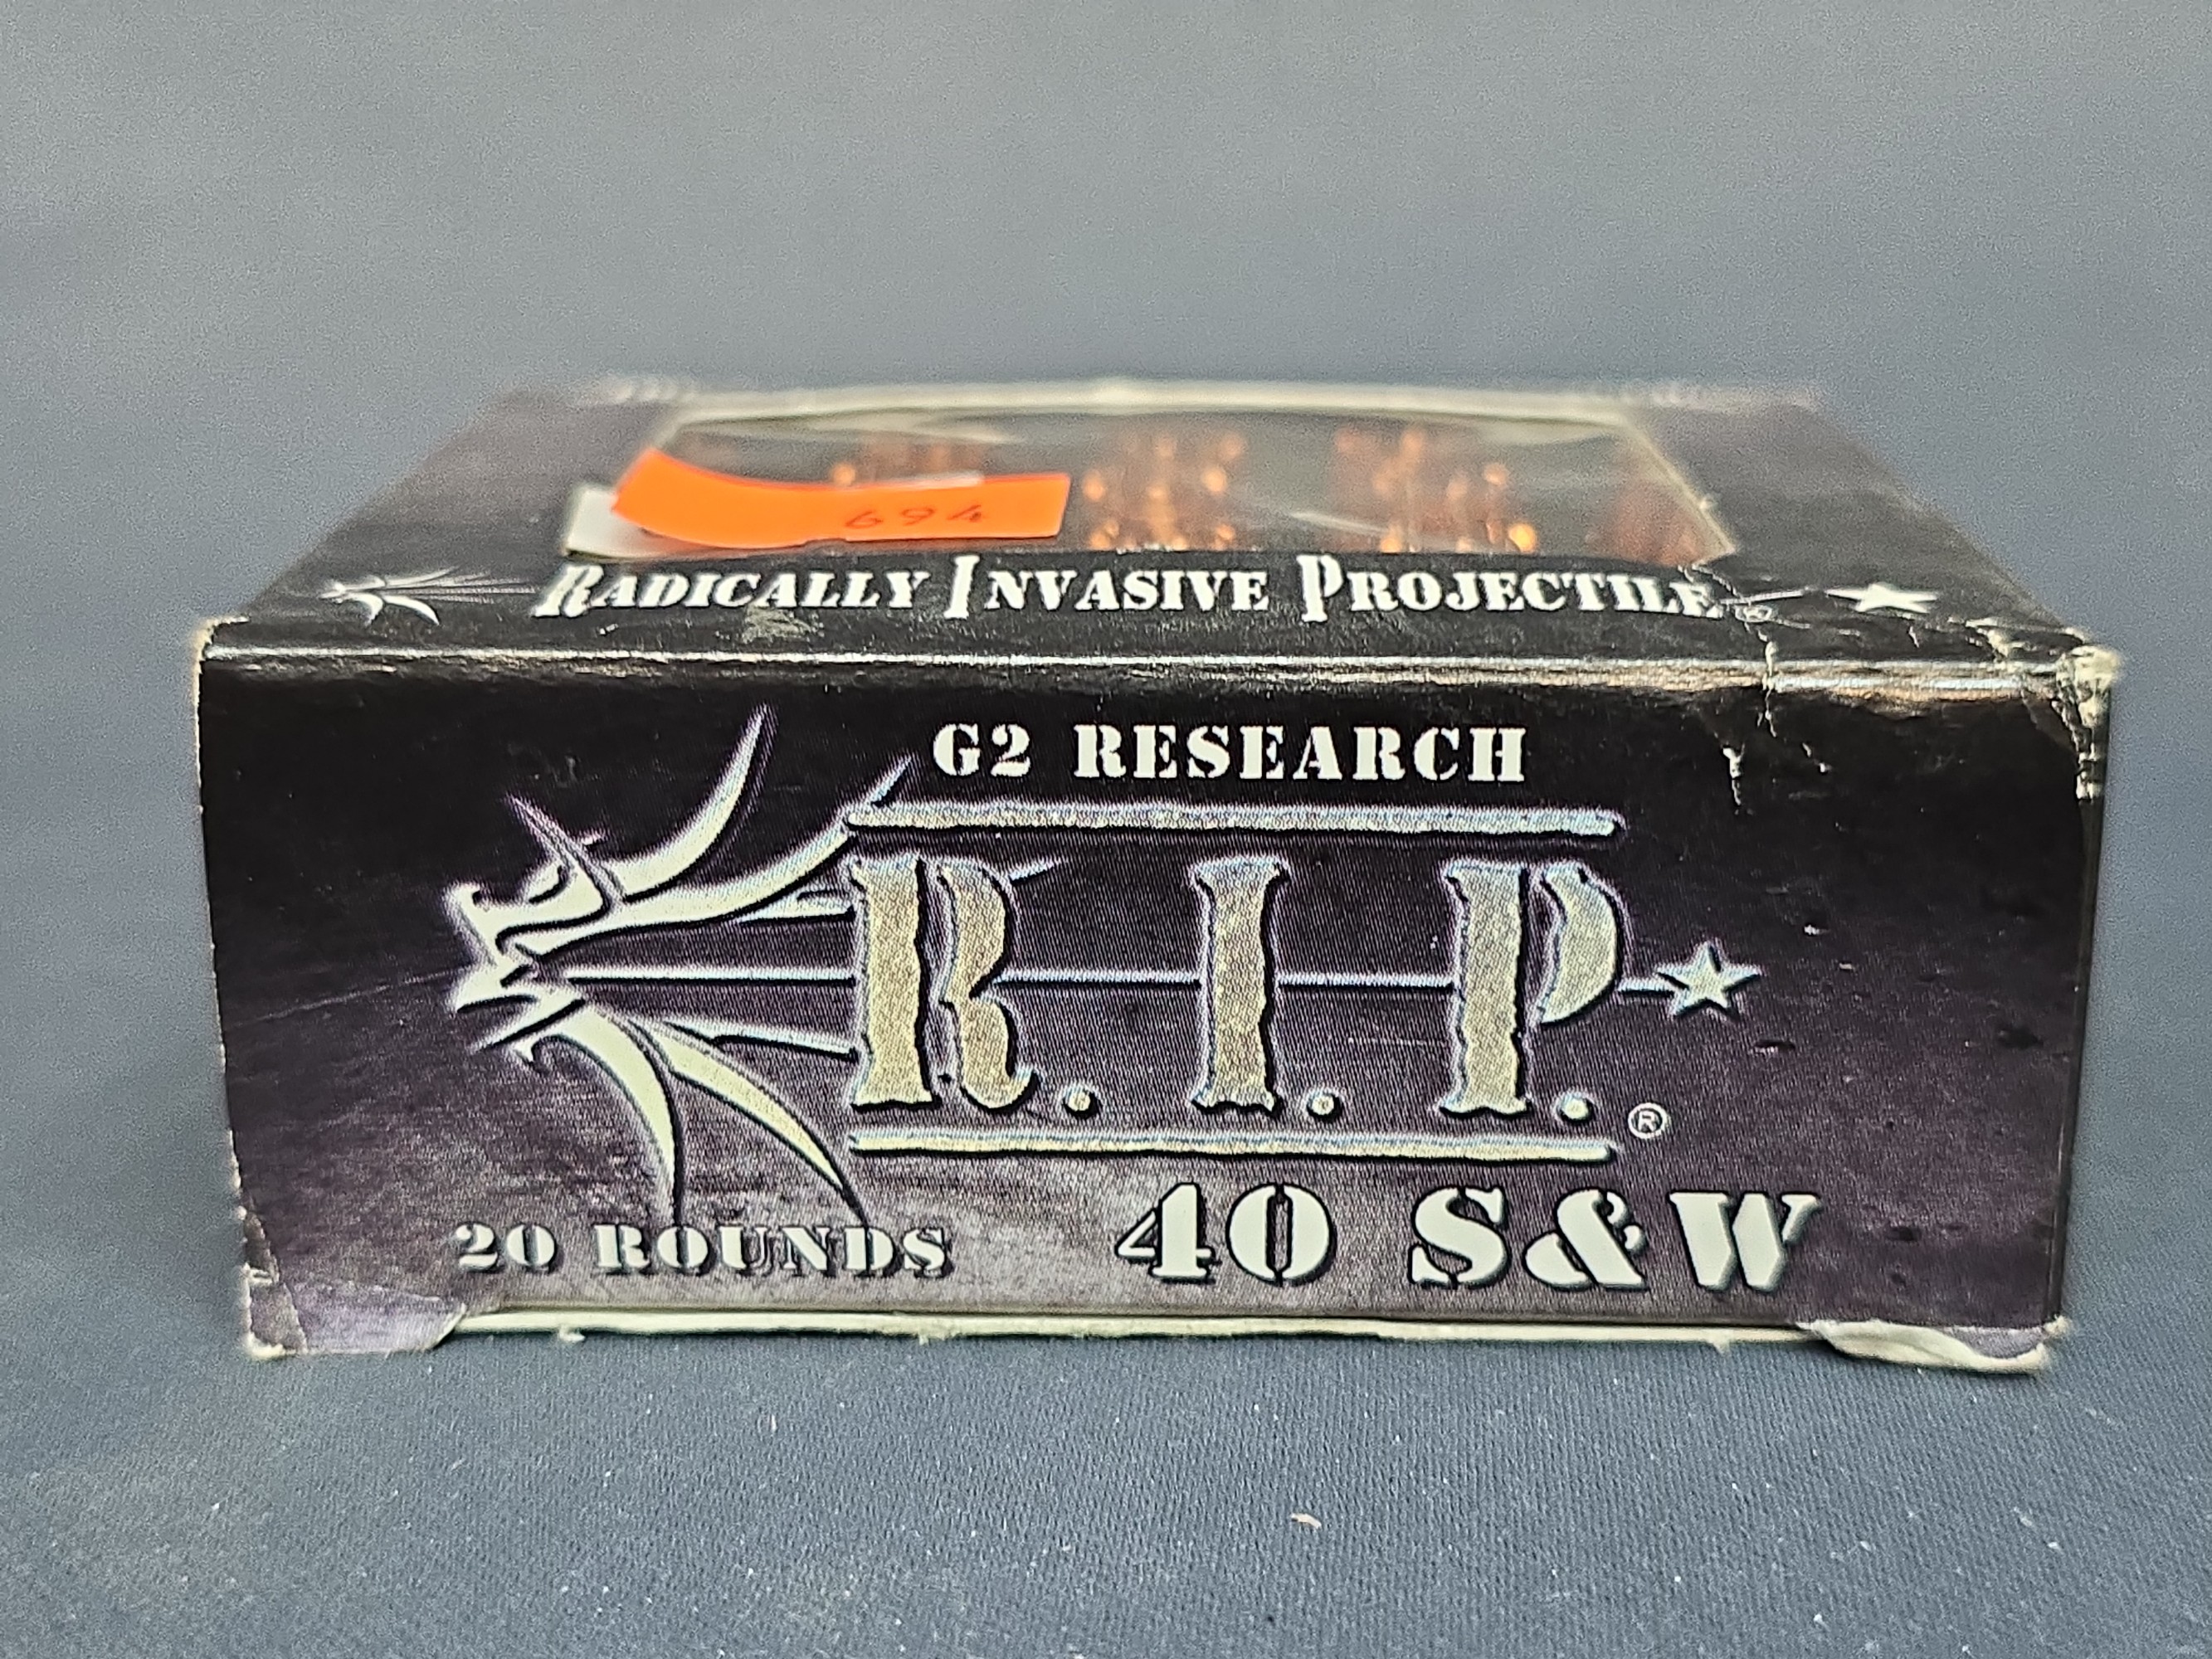 694
RADICALLY INVASIVE PROJECTILE®
G2 RESEARCH
R.I.P.®
20 ROUNDS
40 S&W